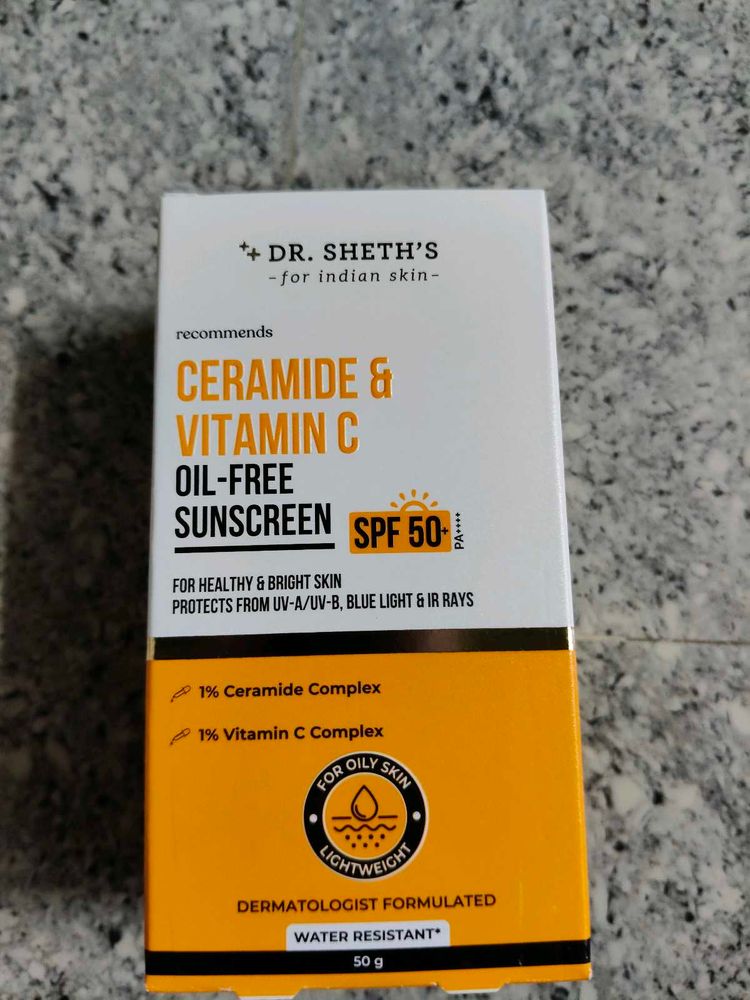 DR. SHETH'S
-for indian skin-
recommends
CERAMIDE &
VITAMIN C
OIL-FREE
SUNSCREEN
SPF 50+
PA++++
FOR HEALTHY & BRIGHT SKIN
PROTECTS FROM UV-A/UV-B, BLUE LIGHT & IR RAYS
1% Ceramide Complex
1% Vitamin C Complex
FOR OILY SKIN
LIGHTWEIGHT
DERMATOLOGIST FORMULATED
WATER RESISTANT*
50 g